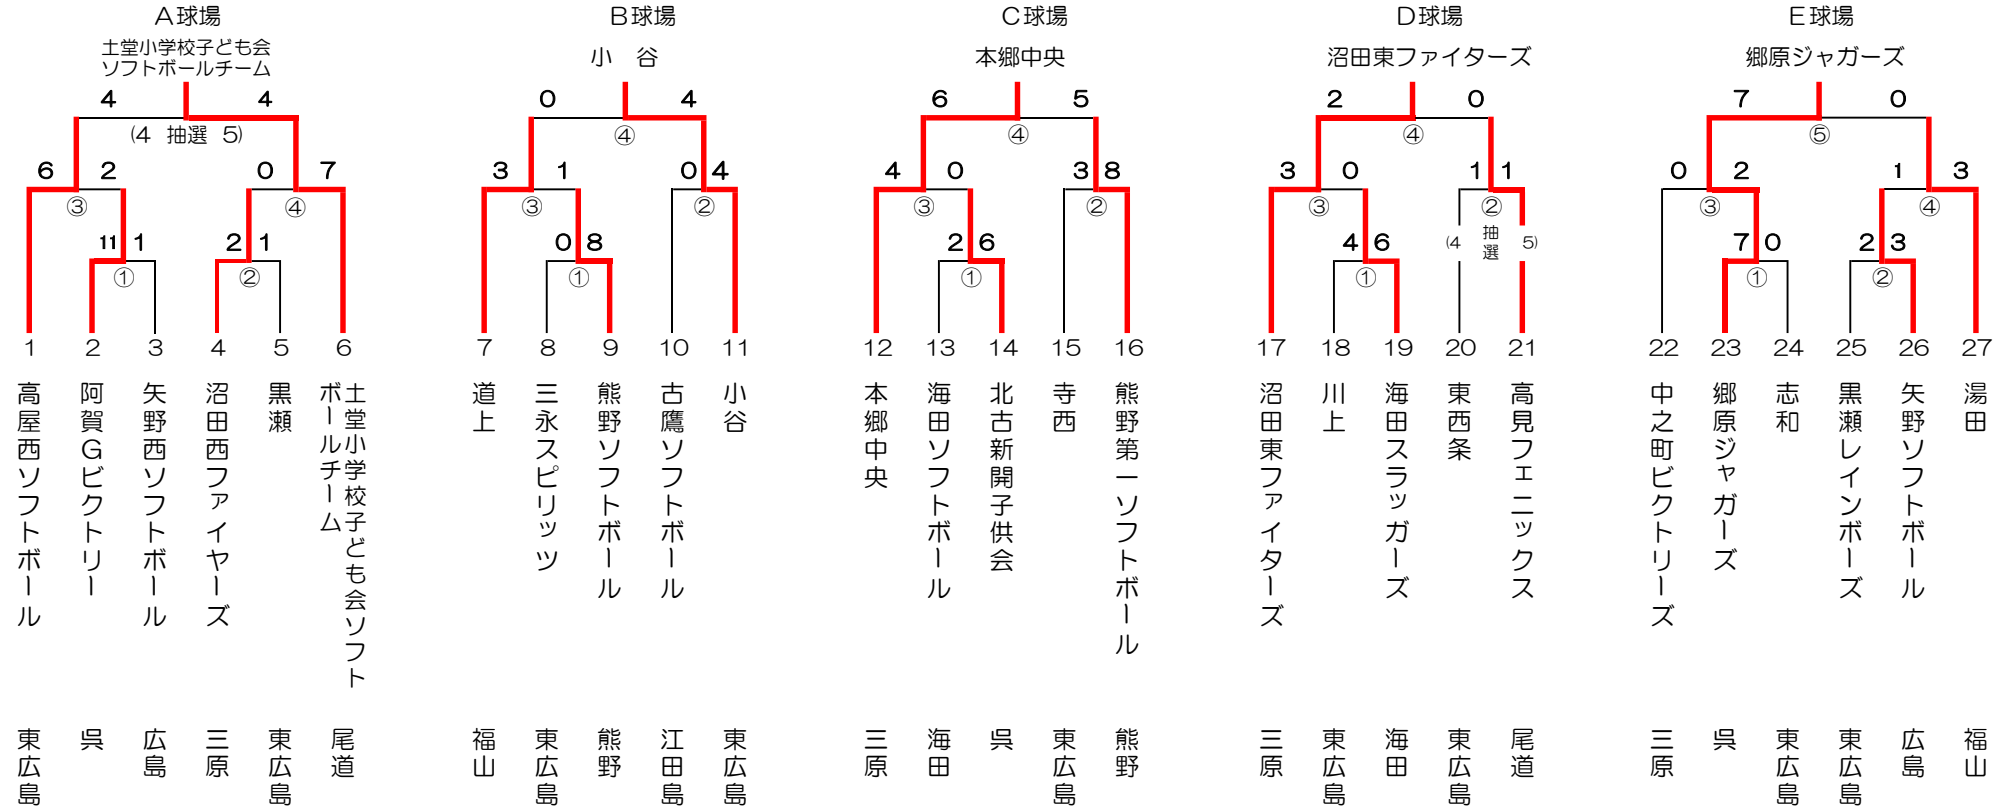 A球場
土堂小学校子ども会
ソフトボールチーム
4 4
(4 抽選 5)
6 2 0 7
③ ④
11 1 2 1
① ②
1 2 3 4 5 6
高屋西ソフトボール
阿賀Gビクトリー
矢野西ソフトボール
沼田西ファイヤーズ
黒瀬
土堂小学校子ども会ソフト
ボールチーム
東広島
呉
広島
三原
東広島
尾道
B球場
小 谷
0 4
④
3 1 0 4
③ ②
0 8
①
7 8 9 10 11
道上
三永スピリッツ
熊野ソフトボール
古鷹ソフトボール
小谷
福山
東広島
熊野
江田島
東広島
C球場
本郷中央
6 5
④
4 0 3 8
③ ②
2 6
①
12 13 14 15 16
本郷中央
海田ソフトボール
北古新開子供会
寺西
熊野第一ソフトボール
三原
海田
呉
東広島
熊野
D球場
沼田東ファイターズ
2 0
④
3 0 1 1
③ ②
(4 抽選 5)
4 6
①
17 18 19 20 21
沼田東ファイターズ
川上
海田スラッガーズ
東西条
高見フェニックス
三原
東広島
海田
東広島
尾道
E球場
郷原ジャガーズ
7 0
⑤
0 2 1 3
③ ④
7 0 2 3
① ②
22 23 24 25 26 27
中之町ビクトリーズ
郷原ジャガーズ
志和
黒瀬レインボーズ
矢野ソフトボール
湯田
三原
呉
東広島
東広島
広島
福山